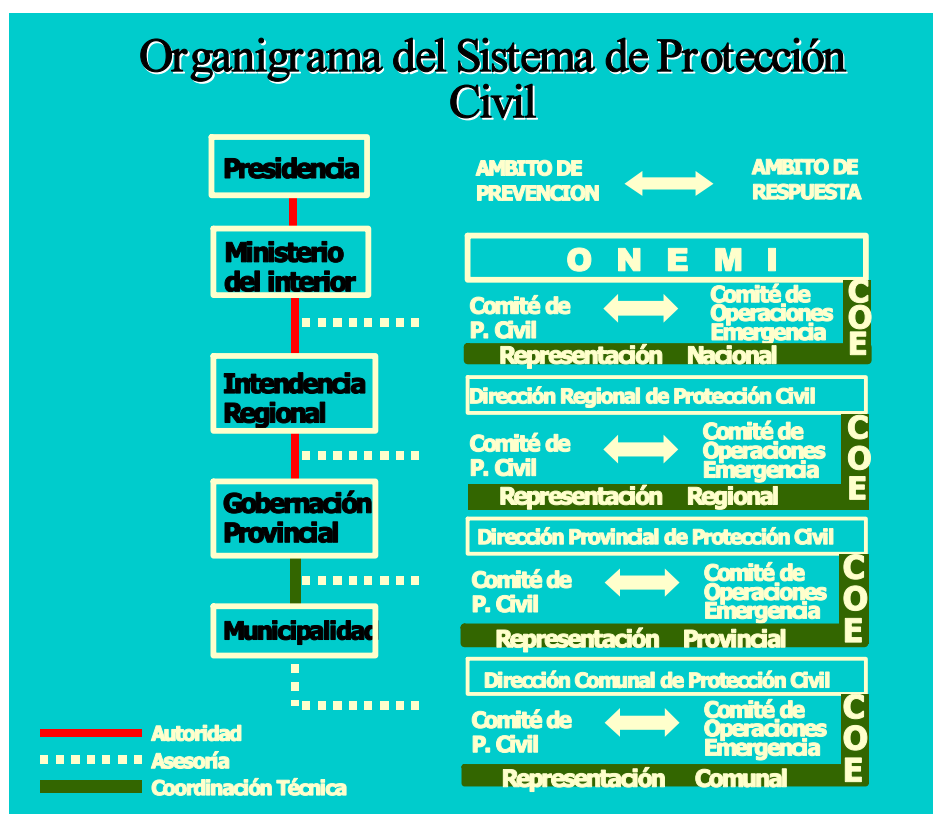 Organigrama del Sistema de Protección
Civil
Presidencia
Ministerio
del interior
Intendencia
Regional
Gobernación
Provincial
Municipalidad
Autoridad
Asesoría
Coordinación Técnica
AMBITO DE
PREVENCION
AMBITO DE
RESPUESTA
O N E M I
Comité de
P. Civil
Comité de
Operaciones
Emergencia
COE
Representación Nacional
Dirección Regional de Protección Civil
Comité de
P. Civil
Comité de
Operaciones
Emergencia
COE
Representación Regional
Dirección Provincial de Protección Civil
Comité de
P. Civil
Comité de
Operaciones
Emergencia
COE
Representación Provincial
Dirección Comunal de Protección Civil
Comité de
P. Civil
Comité de
Operaciones
Emergencia
COE
Representación Comunal